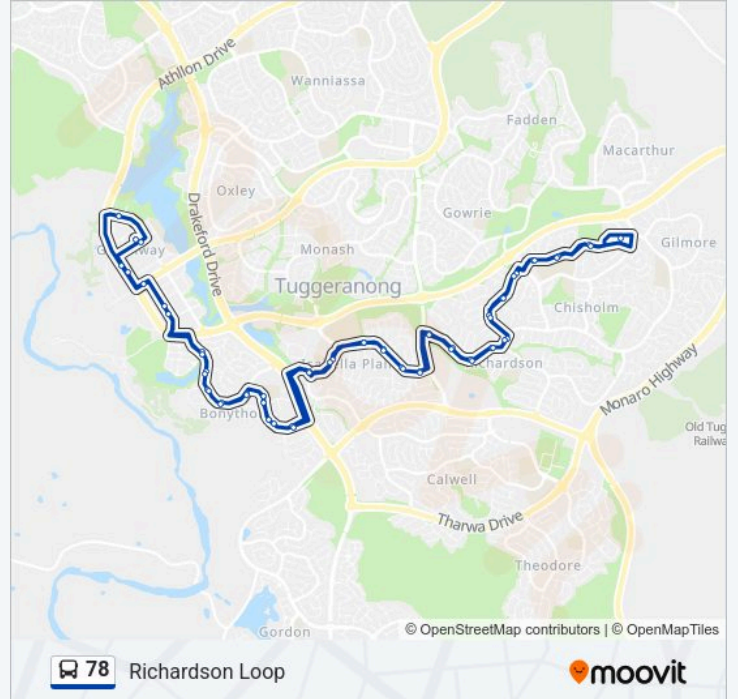 Athllon Drive
Wanniassa
Fadden
Macarthur
Oxley
Drakeford Drive
Gowrie
Gilmore
Monash
Tuggeranong
Chisholm
Richardson
Monaro Highway
Old Tug
Railwa
Calwell
Tharwa Drive
Theodore
Gordon
© OpenStreetMap contributors | © OpenMapTiles
78 Richardson Loop
moovit